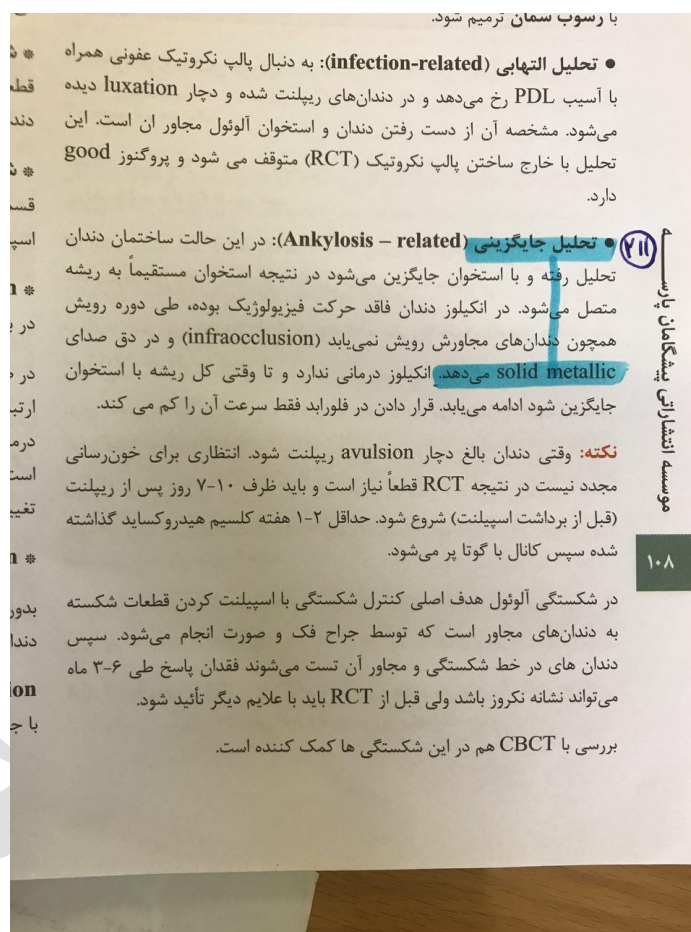 با رسوب سمان ترمیم شود.
● تحلیل التهابی (infection-related): به دنبال پالپ نکروتیک عفونی همراه
با آسیب PDL رخ می‌دهد و در دندان‌های ریپلنت شده و دچار luxation دیده
می‌شود. مشخصه آن از دست رفتن دندان و استخوان آلوئول مجاور ان است. این
تحلیل با خارج ساختن پالپ نکروتیک (RCT) متوقف می شود و پروگنوز good
دارد.
● تحلیل جایگزینی (Ankylosis – related): در این حالت ساختمان دندان
تحلیل رفته و با استخوان جایگزین می‌شود در نتیجه استخوان مستقیماً به ریشه
متصل می‌شود. در انکیلوز دندان فاقد حرکت فیزیولوژیک بوده، طی دوره رویش
همچون دندان‌های مجاورش رویش نمی‌یابد (infraocclusion) و در دق صدای
solid metallic می‌دهد. انکیلوز درمانی ندارد و تا وقتی کل ریشه با استخوان
جایگزین شود ادامه می‌یابد. قرار دادن در فلوراید فقط سرعت آن را کم می کند.
نکته: وقتی دندان بالغ دچار avulsion ریپلنت شود. انتظاری برای خون‌رسانی
مجدد نیست در نتیجه RCT قطعاً نیاز است و باید ظرف ۱۰-۷ روز پس از ریپلنت
(قبل از برداشت اسپیلنت) شروع شود. حداقل ۲-۱ هفته کلسیم هیدروکساید گذاشته
شده سپس کانال با گوتا پر می‌شود.
در شکستگی آلوئول هدف اصلی کنترل شکستگی با اسپیلنت کردن قطعات شکسته
به دندان‌های مجاور است که توسط جراح فک و صورت انجام می‌شود. سپس
دندان های در خط شکستگی و مجاور آن تست می‌شوند فقدان پاسخ طی ۶-۳ ماه
می‌تواند نشانه نکروز باشد ولی قبل از RCT باید با علایم دیگر تأئید شود.
بررسی با CBCT هم در این شکستگی ها کمک کننده است.
۲۱۱
موسسه انتشاراتی پیشگامان پارسه
۱۰۸
قسم
اسپ
در ب
ارتب
درم
است
تغیی
بدور
دندا
ion
با ج